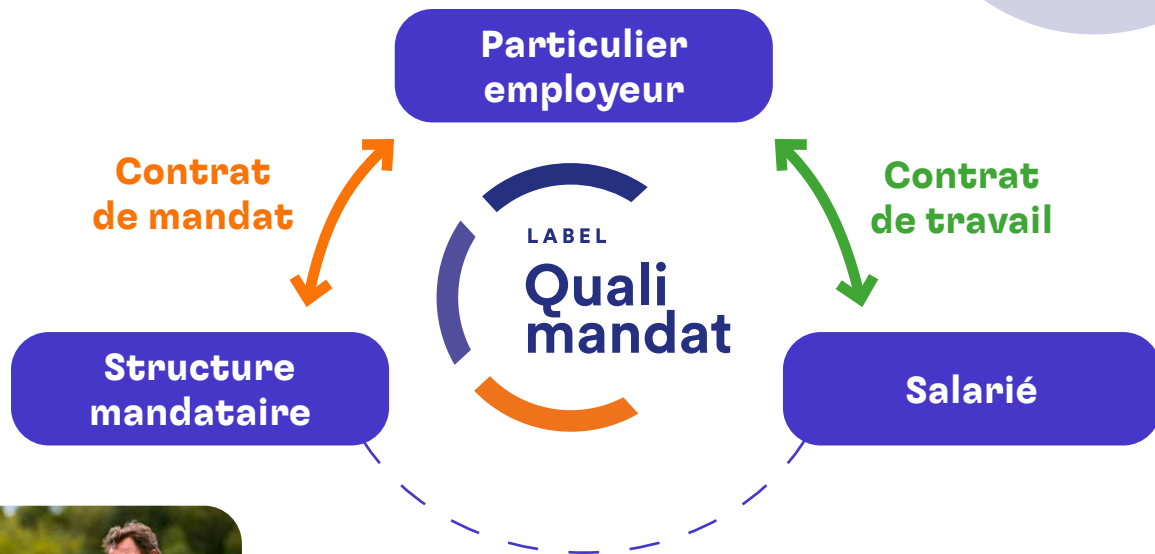 Particulier
employeur
Contrat
de mandat
Contrat
de travail
LABEL
Quali
mandat
Structure
mandataire
Salarié